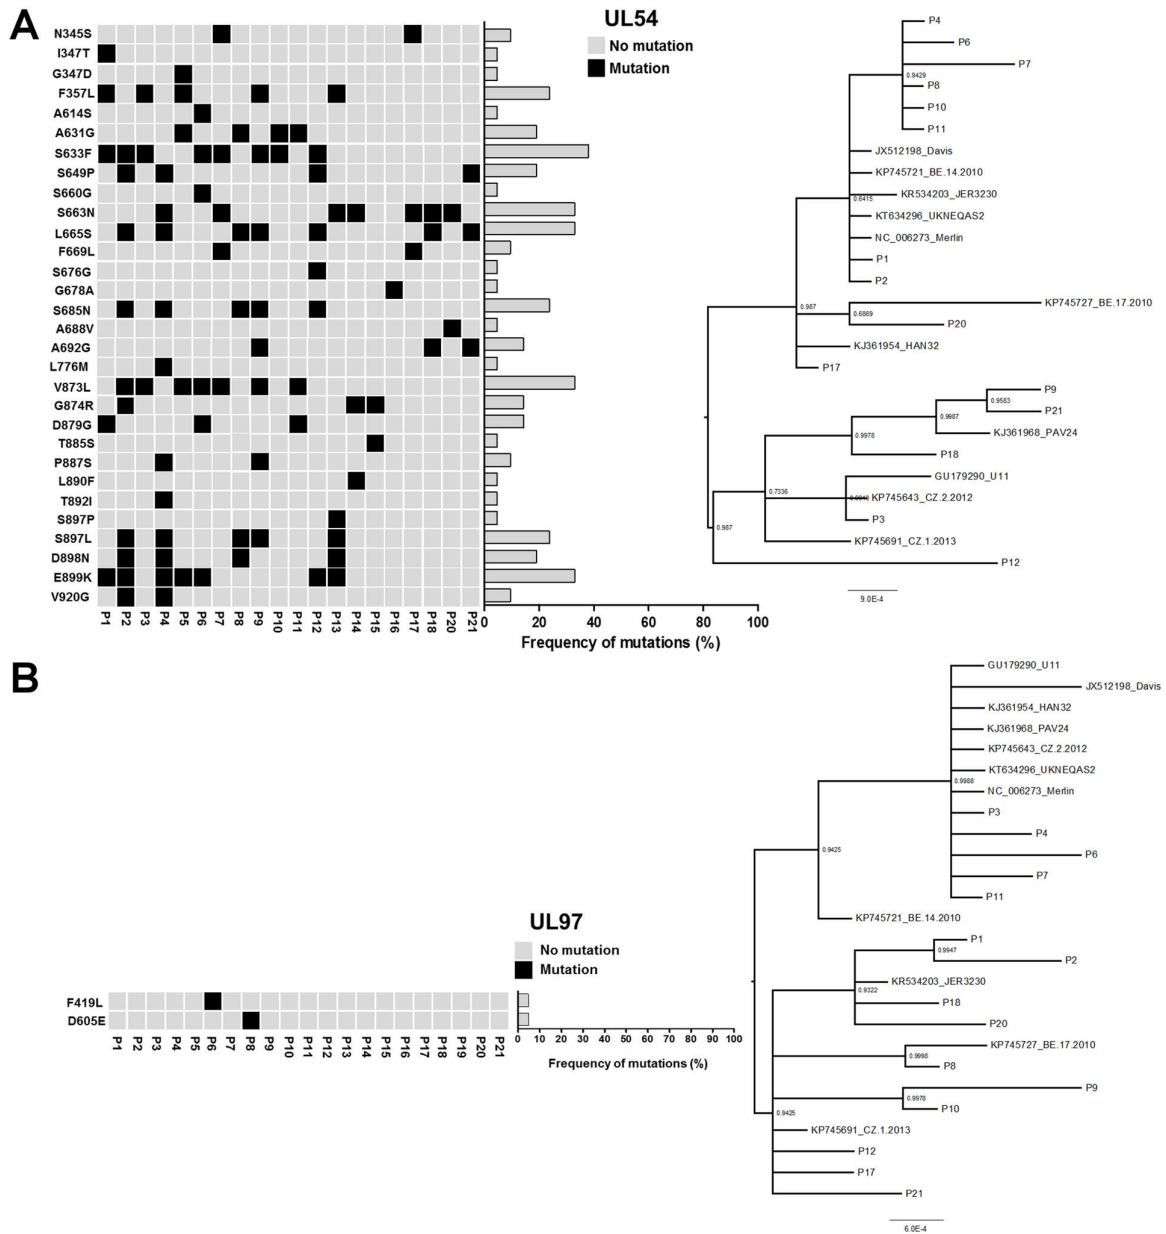 A
UL54
No mutation
Mutation
N345S
I347T
G347D
F357L
A614S
A631G
S633F
S649P
S660G
S663N
L665S
F669L
S676G
G678A
S685N
A688V
A692G
L776M
V873L
G874R
D879G
T885S
P887S
L890F
T892I
S897P
S897L
D898N
E899K
V920G
P1 P2 P3 P4 P5 P6 P7 P8 P9 P10 P11 P12 P13 P14 P15 P16 P17 P18 P20 P21
0 20 40 60 80 100
Frequency of mutations (%)
P4
P6
P7
0.9429
P8
P10
P11
JX512198_Davis
KP745721_BE.14.2010
KR534203_JER3230
0.6415
KT634296_UKNEQAS2
NC_006273_Merlin
P1
P2
KP745727_BE.17.2010
0.987
0.6869
P20
KJ361954_HAN32
P17
P9
0.9583
P21
0.9987
KJ361968_PAV24
0.9978
P18
GU179290_U11
0.7336
KP745643_CZ.2.2012
P3
0.987
KP745691_CZ.1.2013
P12
9.0E-4
B
UL97
No mutation
Mutation
F419L
D605E
P1 P2 P3 P4 P5 P6 P7 P8 P9 P10 P11 P12 P13 P14 P15 P16 P17 P18 P19 P20 P21
0 10 20 30 40 50 60 70 80 90 100
Frequency of mutations (%)
GU179290_U11
JX512198_Davis
KJ361954_HAN32
KJ361968_PAV24
KP745643_CZ.2.2012
KT634296_UKNEQAS2
0.9988
NC_006273_Merlin
P3
P4
0.9425
P6
P7
P11
KP745721_BE.14.2010
P1
0.9947
P2
KR534203_JER3230
0.9322
P18
P20
KP745727_BE.17.2010
0.9998
P8
P9
0.9978
P10
0.9425
KP745691_CZ.1.2013
P12
P17
P21
6.0E-4